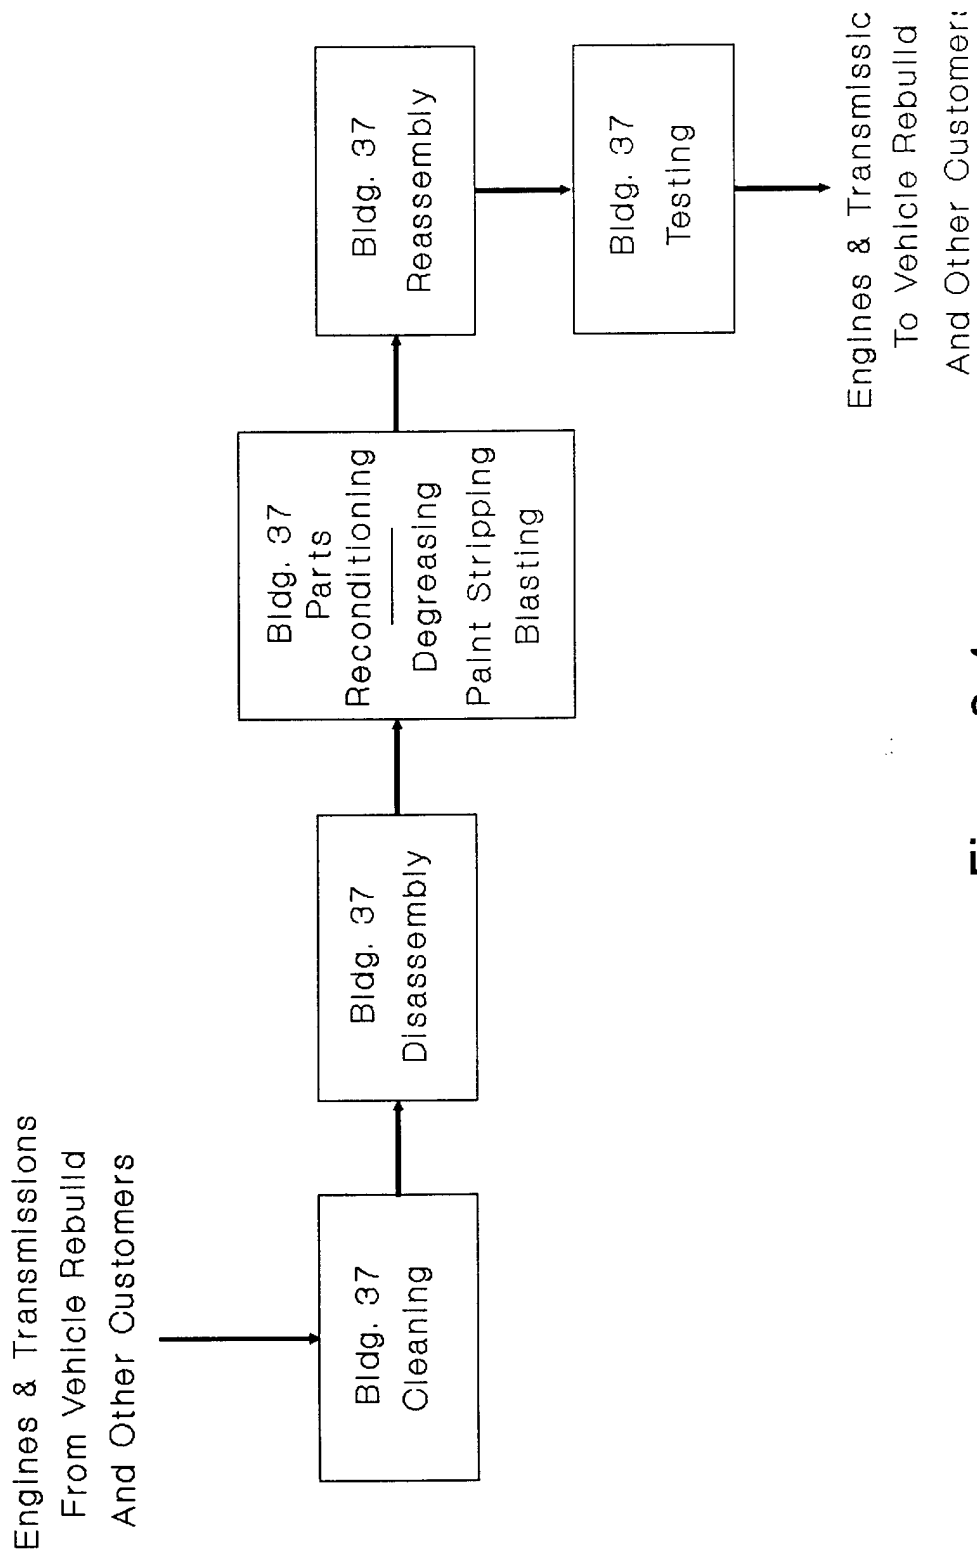 Engines & Transmissions
From Vehicle Rebuild
And Other Customers
Bldg. 37
Cleaning
Bldg. 37
Disassembly
Bldg. 37
Parts
Reconditioning
Degreasing
Paint Stripping
Blasting
Bldg. 37
Reassembly
Bldg. 37
Testing
Engines & Transmissic
To Vehicle Rebuild
And Other Customers